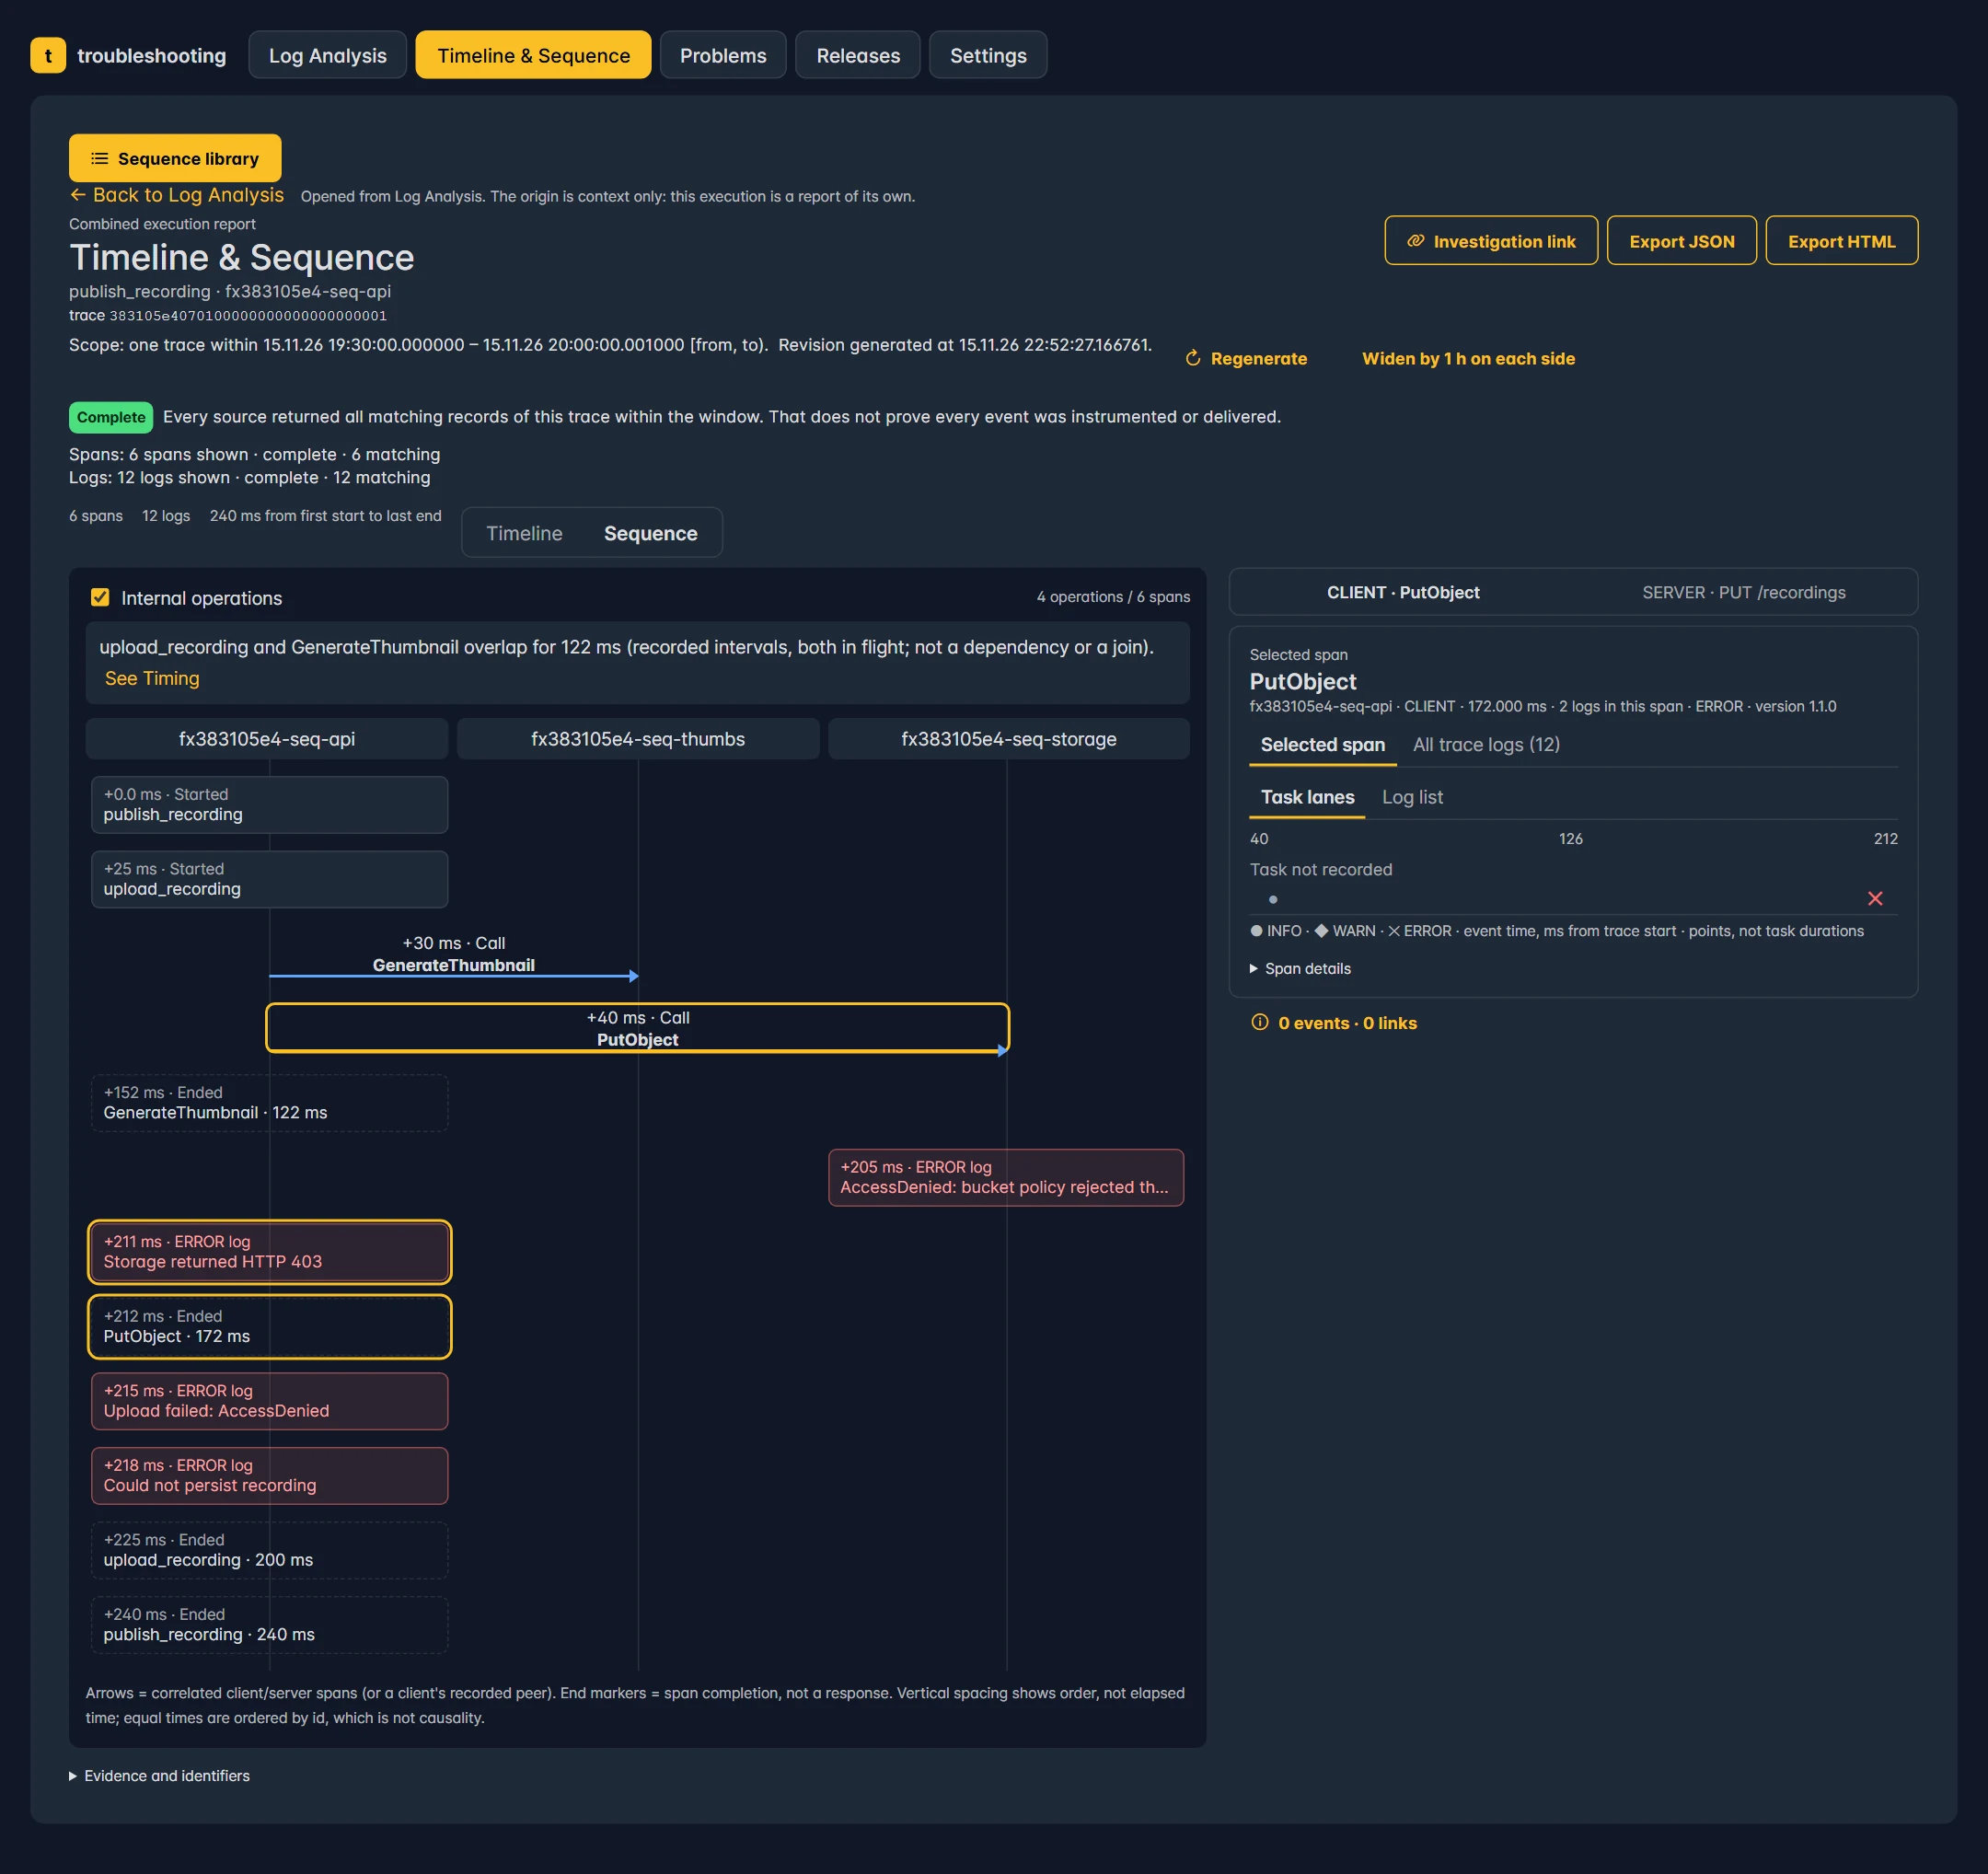 t troubleshooting Log Analysis Timeline & Sequence Problems Releases Settings
Sequence library
← Back to Log Analysis Opened from Log Analysis. The origin is context only: this execution is a report of its own.
Combined execution report
Timeline & Sequence
Investigation link Export JSON Export HTML
publish_recording · fx383105e4-seq-api
trace 383105e4070100000000000000000001
Scope: one trace within 15.11.26 19:30:00.000000 – 15.11.26 20:00:00.001000 [from, to). Revision generated at 15.11.26 22:52:27.166761.
Regenerate Widen by 1 h on each side
Complete Every source returned all matching records of this trace within the window. That does not prove every event was instrumented or delivered.
Spans: 6 spans shown · complete · 6 matching
Logs: 12 logs shown · complete · 12 matching
6 spans 12 logs 240 ms from first start to last end
Timeline Sequence
Internal operations 4 operations / 6 spans
upload_recording and GenerateThumbnail overlap for 122 ms (recorded intervals, both in flight; not a dependency or a join).
See Timing
fx383105e4-seq-api fx383105e4-seq-thumbs fx383105e4-seq-storage
+0.0 ms · Started
publish_recording
+25 ms · Started
upload_recording
+30 ms · Call
GenerateThumbnail
+40 ms · Call
PutObject
+152 ms · Ended
GenerateThumbnail · 122 ms
+205 ms · ERROR log
AccessDenied: bucket policy rejected th...
+211 ms · ERROR log
Storage returned HTTP 403
+212 ms · Ended
PutObject · 172 ms
+215 ms · ERROR log
Upload failed: AccessDenied
+218 ms · ERROR log
Could not persist recording
+225 ms · Ended
upload_recording · 200 ms
+240 ms · Ended
publish_recording · 240 ms
Arrows = correlated client/server spans (or a client's recorded peer). End markers = span completion, not a response. Vertical spacing shows order, not elapsed
time; equal times are ordered by id, which is not causality.
CLIENT · PutObject SERVER · PUT /recordings
Selected span
PutObject
fx383105e4-seq-api · CLIENT · 172.000 ms · 2 logs in this span · ERROR · version 1.1.0
Selected span All trace logs (12)
Task lanes Log list
40 126 212
Task not recorded
● INFO · ◆ WARN · × ERROR · event time, ms from trace start · points, not task durations
▶ Span details
0 events · 0 links
▶ Evidence and identifiers